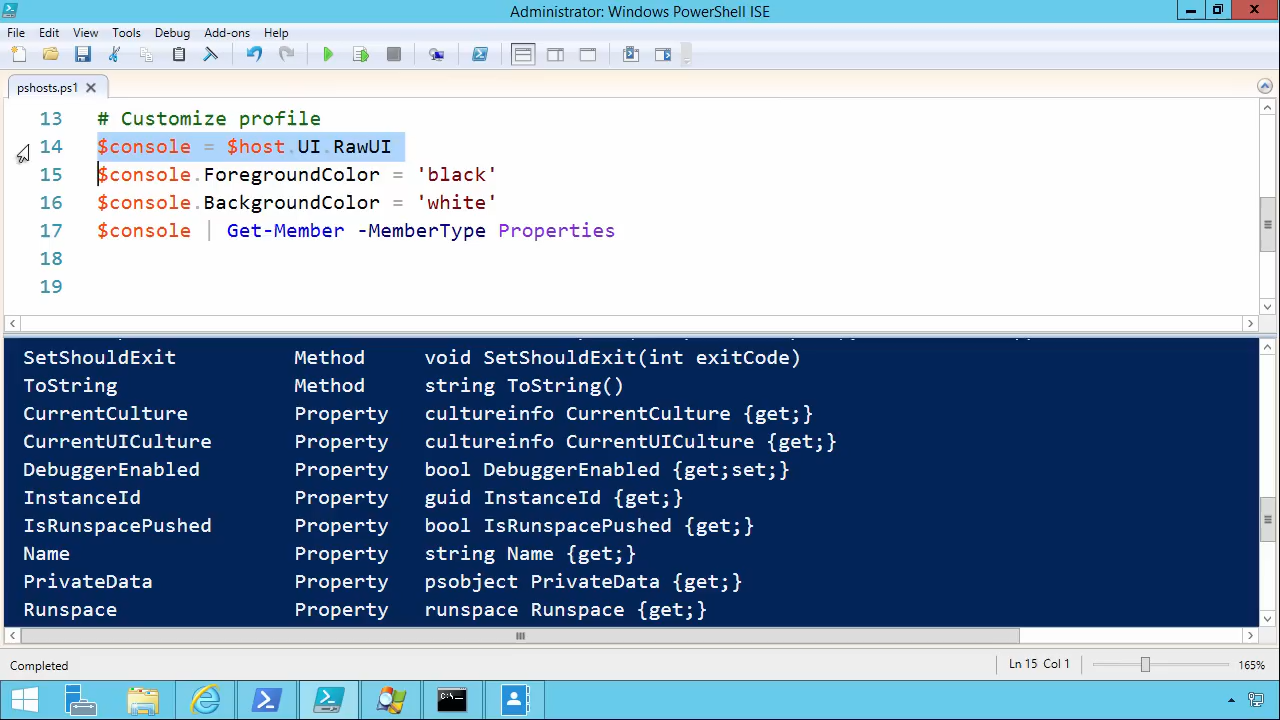 Administrator: Windows PowerShell ISE
File Edit View Tools Debug Add-ons Help
pshosts.ps1
13 # Customize profile
14 $console = $host.UI.RawUI
15 $console.ForegroundColor = 'black'
16 $console.BackgroundColor = 'white'
17 $console | Get-Member -MemberType Properties
18
19
SetShouldExit Method void SetShouldExit(int exitCode)
ToString Method string ToString()
CurrentCulture Property cultureinfo CurrentCulture {get;}
CurrentUICulture Property cultureinfo CurrentUICulture {get;}
DebuggerEnabled Property bool DebuggerEnabled {get;set;}
InstanceId Property guid InstanceId {get;}
IsRunspacePushed Property bool IsRunspacePushed {get;}
Name Property string Name {get;}
PrivateData Property psobject PrivateData {get;}
Runspace Property runspace Runspace {get;}
Completed Ln 15 Col 1 165%